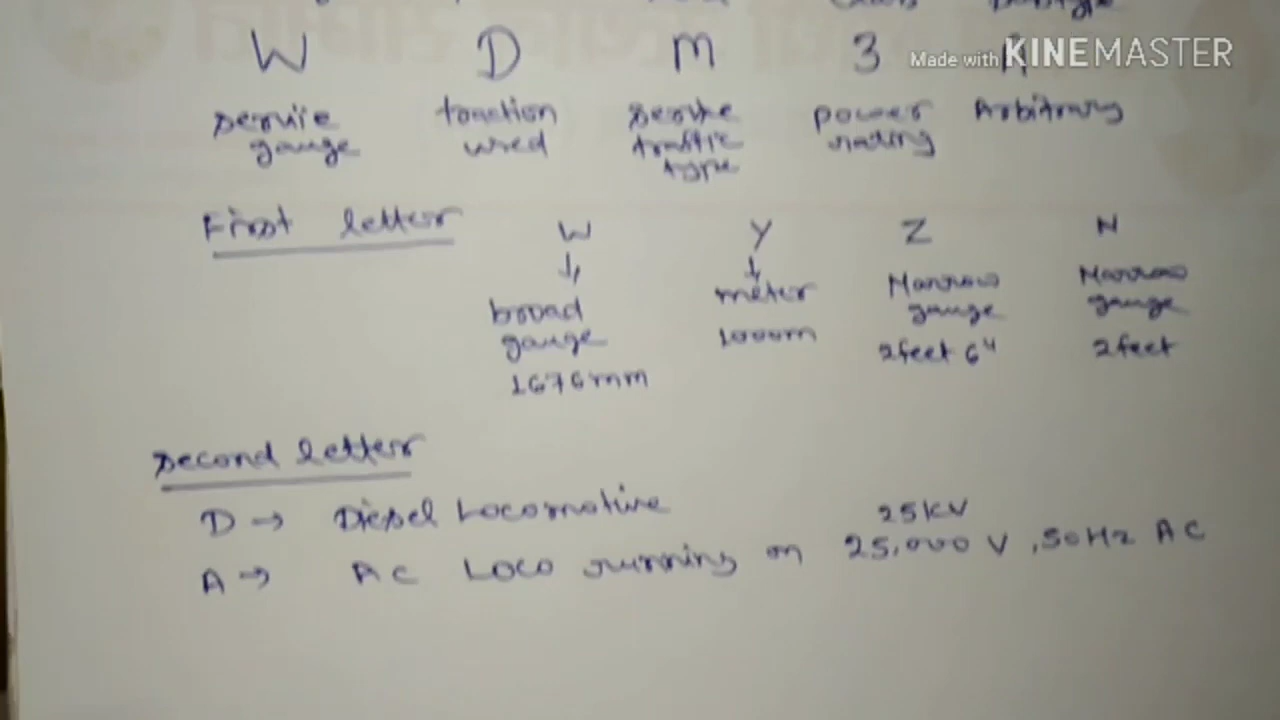 W D M 3 A
Made with KINEMASTER
service traction service power Arbitrary
gauge used traffic rating
type
First letter W Y Z N
broad meter Narrow Narrow
gauge 1000m gauge gauge
1676mm 2feet 6" 2feet
second letter
D → Diesel Locomotive
25KV
A → AC Loco running on 25,000 V, 50Hz AC